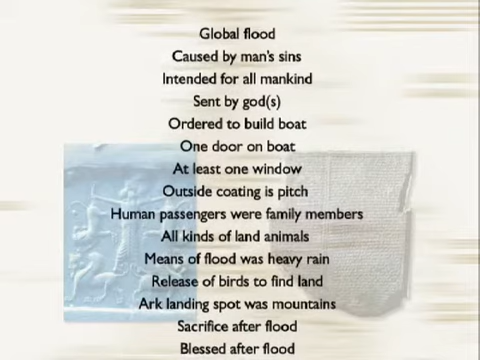 Global flood
Caused by man's sins
Intended for all mankind
Sent by god(s)
Ordered to build boat
One door on boat
At least one window
Outside coating is pitch
Human passengers were family members
All kinds of land animals
Means of flood was heavy rain
Release of birds to find land
Ark landing spot was mountains
Sacrifice after flood
Blessed after flood